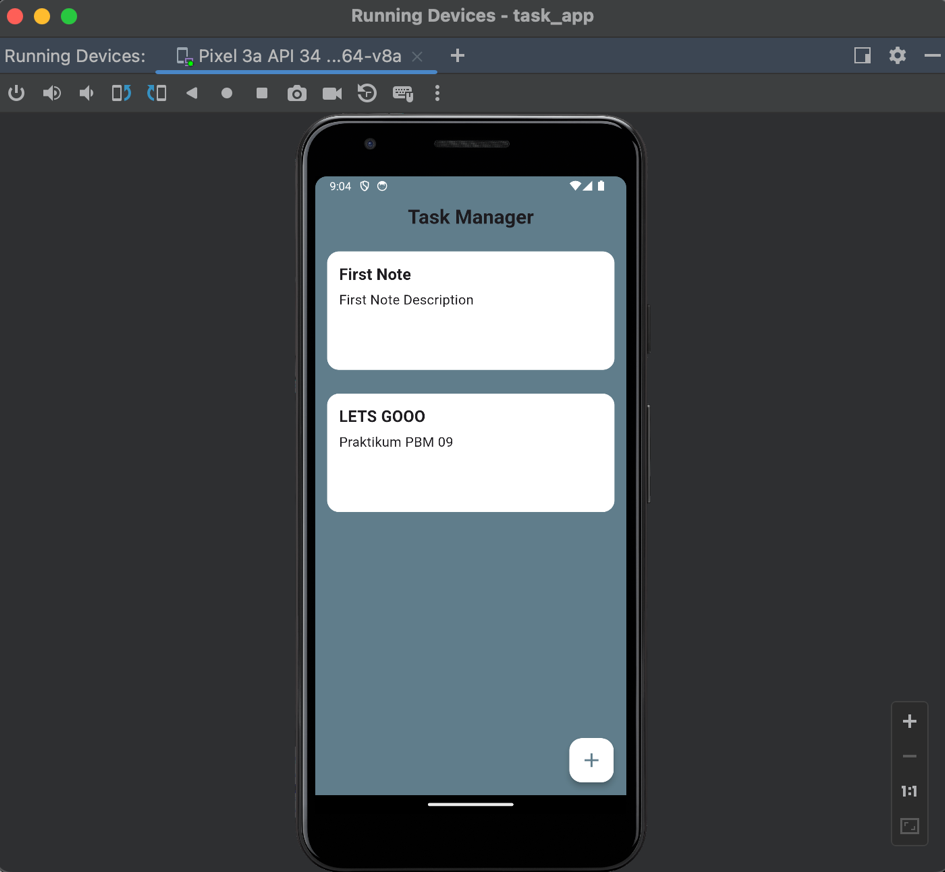 Running Devices - task_app
Running Devices: Pixel 3a API 34 ...64-v8a
9:04
Task Manager
First Note
First Note Description
LETS GOOO
Praktikum PBM 09
1:1